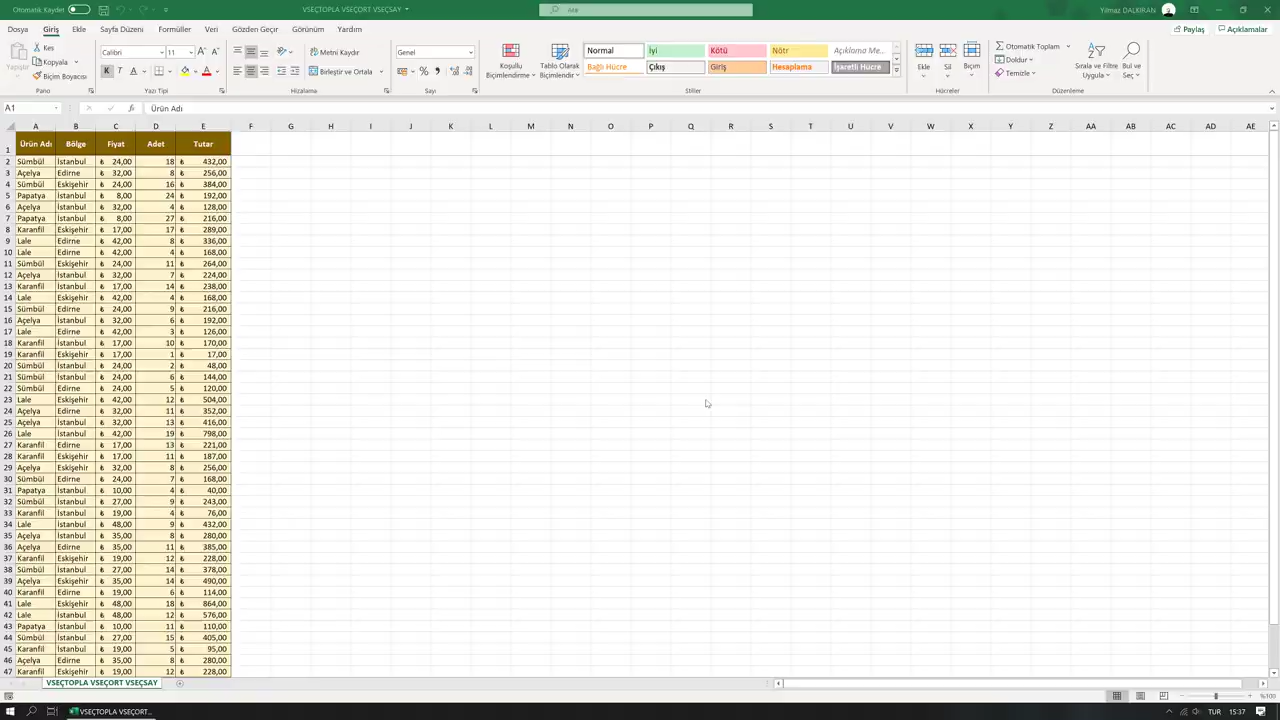 Otomatik Kaydet VSEÇTOPLA VSEÇORT VSEÇSAY Ara Yılmaz DALKIRAN
Dosya Giriş Ekle Sayfa Düzeni Formüller Veri Gözden Geçir Görünüm Yardım Paylaş Açıklamalar
Kes
Kopyala
Biçim Boyacısı
Calibri 11
Metni Kaydır
Birleştir ve Ortala
Genel
Koşullu Biçimlendirme
Tablo Olarak Biçimlendir
Normal İyi Kötü Nötr Açıklama Me...
Bağlı Hücre Çıkış Giriş Hesaplama İşaretli Hücre
Ekle Sil Biçim
Otomatik Toplam
Doldur
Temizle
Sırala ve Filtre Uygula
Bul ve Seç
Pano Yazı Tipi Hizalama Sayı Stiller Hücreler Düzenleme
A1 fx Ürün Adı
A B C D E F G H I J K L M N O P Q R S T U V W X Y Z AA AB AC AD AE
1 Ürün Adı Bölge Fiyat Adet Tutar
2 Sümbül İstanbul ₺ 24,00 18 ₺ 432,00
3 Açelya Edirne ₺ 32,00 8 ₺ 256,00
4 Sümbül Eskişehir ₺ 24,00 16 ₺ 384,00
5 Papatya İstanbul ₺ 8,00 24 ₺ 192,00
6 Açelya İstanbul ₺ 32,00 4 ₺ 128,00
7 Papatya İstanbul ₺ 8,00 27 ₺ 216,00
8 Karanfil Eskişehir ₺ 17,00 17 ₺ 289,00
9 Lale Edirne ₺ 42,00 8 ₺ 336,00
10 Lale Edirne ₺ 42,00 4 ₺ 168,00
11 Sümbül Eskişehir ₺ 24,00 11 ₺ 264,00
12 Açelya İstanbul ₺ 32,00 7 ₺ 224,00
13 Karanfil İstanbul ₺ 17,00 14 ₺ 238,00
14 Lale Eskişehir ₺ 42,00 4 ₺ 168,00
15 Sümbül Edirne ₺ 24,00 9 ₺ 216,00
16 Açelya İstanbul ₺ 32,00 6 ₺ 192,00
17 Lale Edirne ₺ 42,00 3 ₺ 126,00
18 Karanfil İstanbul ₺ 17,00 10 ₺ 170,00
19 Karanfil Eskişehir ₺ 17,00 1 ₺ 17,00
20 Sümbül İstanbul ₺ 24,00 2 ₺ 48,00
21 Sümbül İstanbul ₺ 24,00 6 ₺ 144,00
22 Sümbül Edirne ₺ 24,00 5 ₺ 120,00
23 Lale Eskişehir ₺ 42,00 12 ₺ 504,00
24 Açelya Edirne ₺ 32,00 11 ₺ 352,00
25 Açelya İstanbul ₺ 32,00 13 ₺ 416,00
26 Lale İstanbul ₺ 42,00 19 ₺ 798,00
27 Karanfil Edirne ₺ 17,00 13 ₺ 221,00
28 Karanfil Eskişehir ₺ 17,00 11 ₺ 187,00
29 Açelya Eskişehir ₺ 32,00 8 ₺ 256,00
30 Sümbül Edirne ₺ 24,00 7 ₺ 168,00
31 Papatya İstanbul ₺ 10,00 4 ₺ 40,00
32 Sümbül İstanbul ₺ 27,00 9 ₺ 243,00
33 Karanfil İstanbul ₺ 19,00 4 ₺ 76,00
34 Lale İstanbul ₺ 48,00 9 ₺ 432,00
35 Açelya İstanbul ₺ 35,00 8 ₺ 280,00
36 Açelya Edirne ₺ 35,00 11 ₺ 385,00
37 Karanfil Eskişehir ₺ 19,00 12 ₺ 228,00
38 Sümbül İstanbul ₺ 27,00 14 ₺ 378,00
39 Açelya Eskişehir ₺ 35,00 14 ₺ 490,00
40 Karanfil Edirne ₺ 19,00 6 ₺ 114,00
41 Lale Eskişehir ₺ 48,00 18 ₺ 864,00
42 Lale İstanbul ₺ 48,00 12 ₺ 576,00
43 Papatya İstanbul ₺ 10,00 11 ₺ 110,00
44 Sümbül İstanbul ₺ 27,00 15 ₺ 405,00
45 Karanfil İstanbul ₺ 19,00 5 ₺ 95,00
46 Açelya Edirne ₺ 35,00 8 ₺ 280,00
47 Karanfil Eskişehir ₺ 19,00 12 ₺ 228,00
VSEÇTOPLA VSEÇORT VSEÇSAY
%100
VSEÇTOPLA VSEÇORT... TUR 15:37